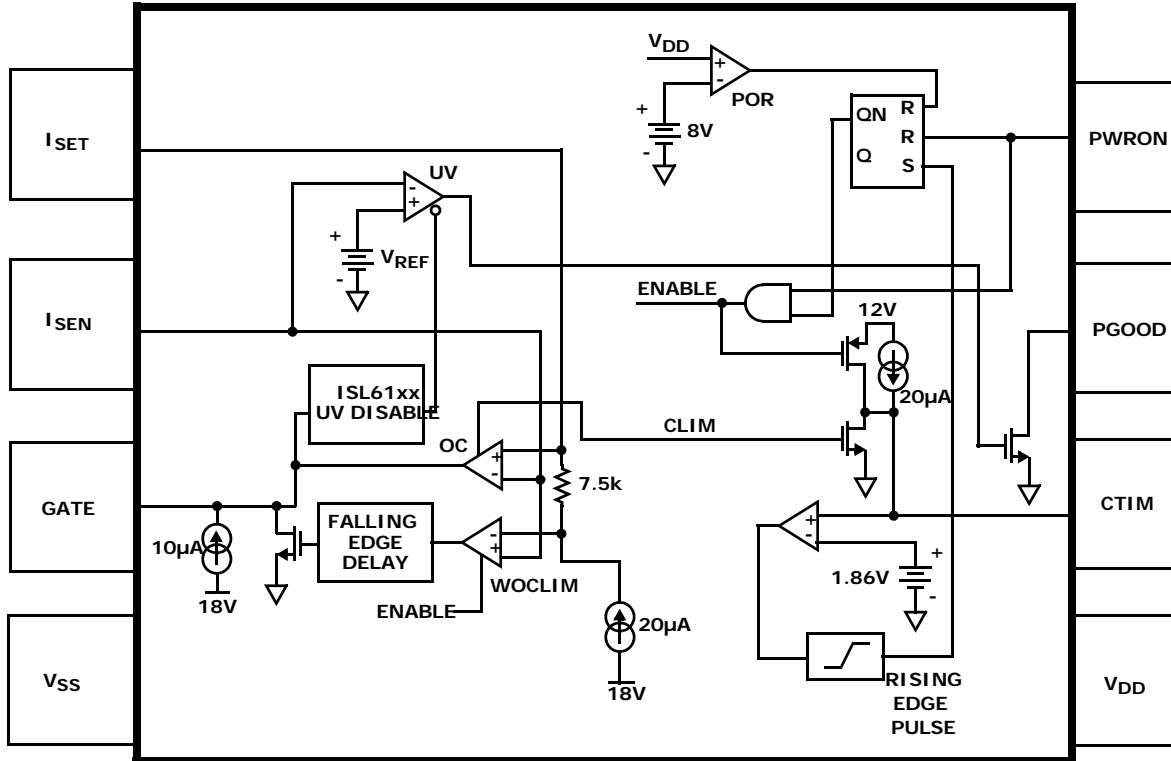 ISET
ISEN
GATE
VSS
PWRON
PGOOD
CTIM
VDD
VDD
+
-
POR
+
8V
-
QN
R
R
Q
S
UV
-
+
+
VREF
-
ENABLE
12V
20µA
ISL61xx
UV DISABLE
OC
+
-
CLIM
7.5k
10µA
18V
FALLING
EDGE
DELAY
-
+
WOCLIM
ENABLE
20µA
18V
+
-
+
1.86V
-
RISING
EDGE
PULSE